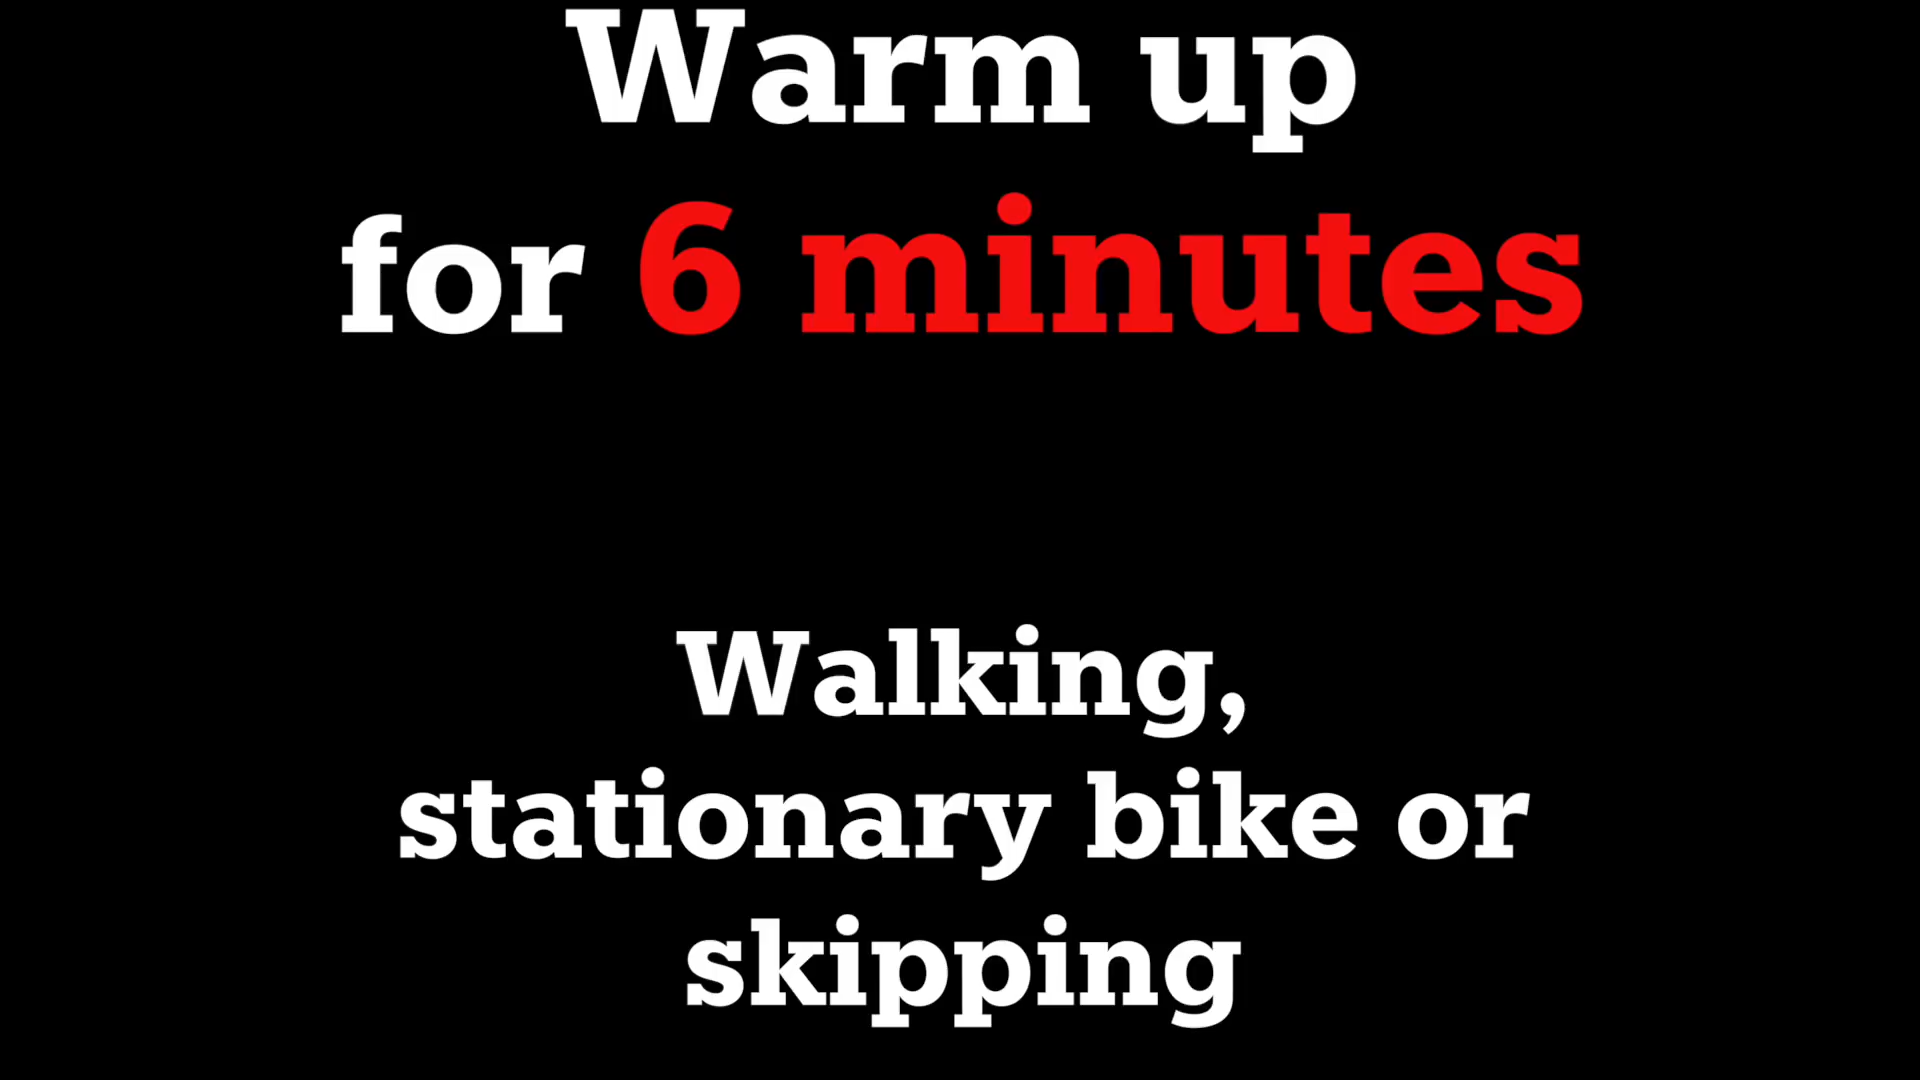 Warm up
for 6 minutes
Walking,
stationary bike or
skipping